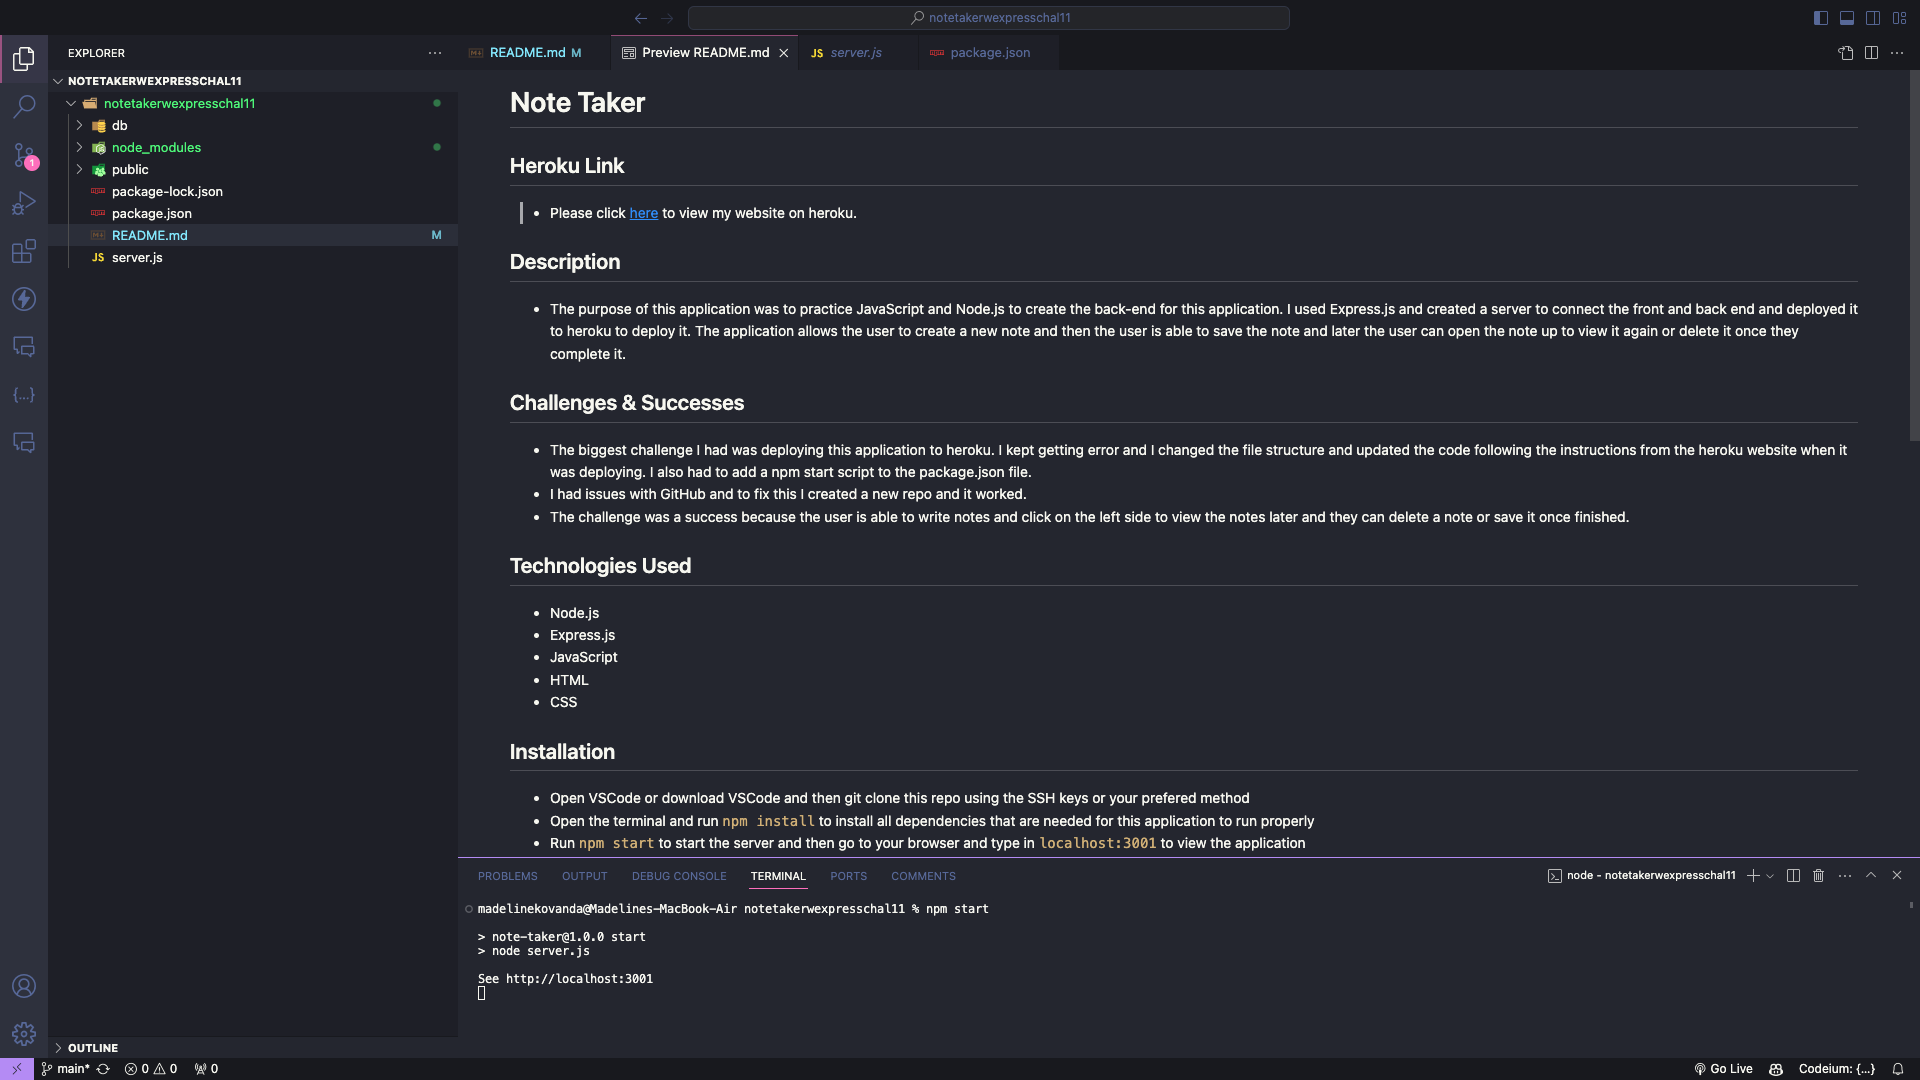 notetakerwexpresschal11
EXPLORER
README.md M
Preview README.md
JS server.js
package.json
NOTETAKERWEXPRESSCHAL11
notetakerwexpresschal11
db
node_modules
public
package-lock.json
package.json
README.md M
JS server.js
1
Note Taker
Heroku Link
• Please click here to view my website on heroku.
Description
• The purpose of this application was to practice JavaScript and Node.js to create the back-end for this application. I used Express.js and created a server to connect the front and back end and deployed it
to heroku to deploy it. The application allows the user to create a new note and then the user is able to save the note and later the user can open the note up to view it again or delete it once they
complete it.
Challenges & Successes
• The biggest challenge I had was deploying this application to heroku. I kept getting error and I changed the file structure and updated the code following the instructions from the heroku website when it
was deploying. I also had to add a npm start script to the package.json file.
• I had issues with GitHub and to fix this I created a new repo and it worked.
• The challenge was a success because the user is able to write notes and click on the left side to view the notes later and they can delete a note or save it once finished.
Technologies Used
• Node.js
• Express.js
• JavaScript
• HTML
• CSS
Installation
• Open VSCode or download VSCode and then git clone this repo using the SSH keys or your prefered method
• Open the terminal and run npm install to install all dependencies that are needed for this application to run properly
• Run npm start to start the server and then go to your browser and type in localhost:3001 to view the application
PROBLEMS OUTPUT DEBUG CONSOLE TERMINAL PORTS COMMENTS
node - notetakerwexpresschal11
madelinekovanda@Madelines-MacBook-Air notetakerwexpresschal11 % npm start
> note-taker@1.0.0 start
> node server.js
See http://localhost:3001
OUTLINE
main* 0 0 0
Go Live
Codeium: {...}